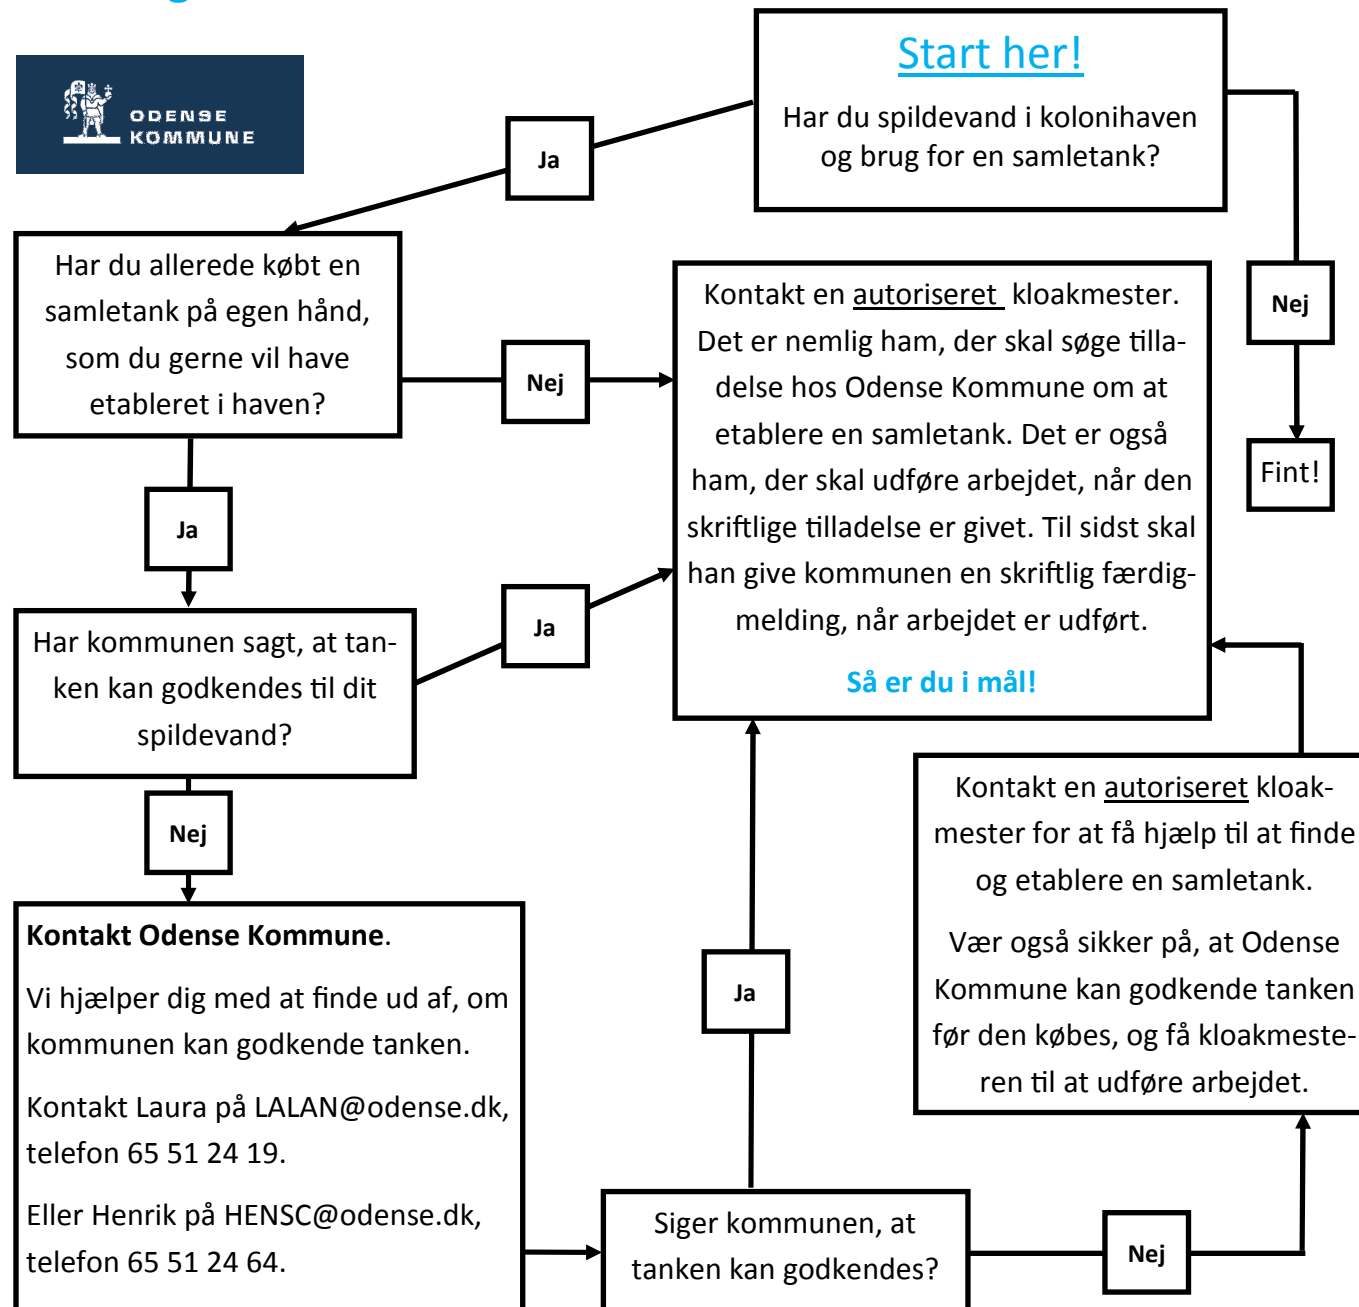 ODENSE
KOMMUNE
Start her!
Har du spildevand i kolonihaven
og brug for en samletank?
Ja
Nej
Fint!
Har du allerede købt en
samletank på egen hånd,
som du gerne vil have
etableret i haven?
Nej
Ja
Kontakt en autoriseret kloakmester.
Det er nemlig ham, der skal søge tilla-
delse hos Odense Kommune om at
etablere en samletank. Det er også
ham, der skal udføre arbejdet, når den
skriftlige tilladelse er givet. Til sidst skal
han give kommunen en skriftlig færdig-
melding, når arbejdet er udført.
Så er du i mål!
Har kommunen sagt, at tan-
ken kan godkendes til dit
spildevand?
Ja
Nej
Kontakt Odense Kommune.
Vi hjælper dig med at finde ud af, om
kommunen kan godkende tanken.
Kontakt Laura på LALAN@odense.dk,
telefon 65 51 24 19.
Eller Henrik på HENSC@odense.dk,
telefon 65 51 24 64.
Siger kommunen, at
tanken kan godkendes?
Ja
Nej
Kontakt en autoriseret kloak-
mester for at få hjælp til at finde
og etablere en samletank.
Vær også sikker på, at Odense
Kommune kan godkende tanken
før den købes, og få kloakmeste-
ren til at udføre arbejdet.